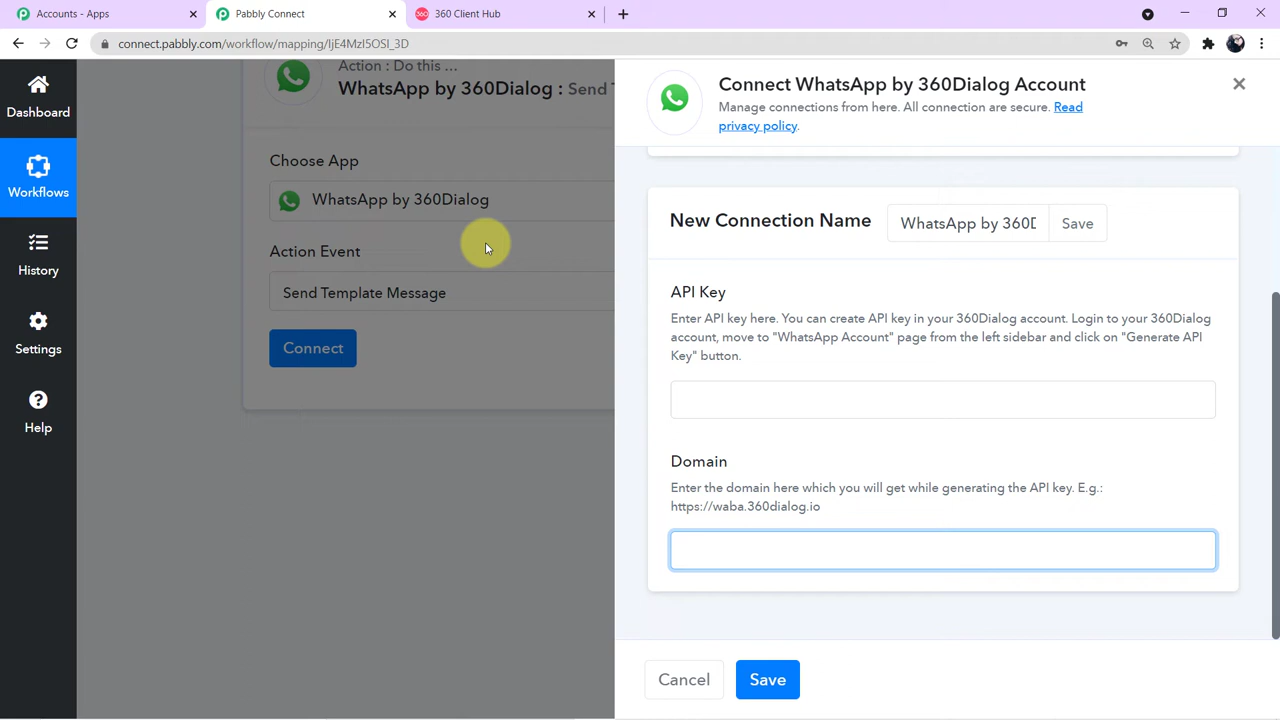 Accounts - Apps
Pabbly Connect
360 Client Hub
connect.pabbly.com/workflow/mapping/IjE4MzI5OSI_3D
Dashboard
Workflows
History
Settings
Help
Action : Do this ...
WhatsApp by 360Dialog : Send T
Choose App
WhatsApp by 360Dialog
Action Event
Send Template Message
Connect
Connect WhatsApp by 360Dialog Account
Manage connections from here. All connection are secure. Read
privacy policy.
New Connection Name
WhatsApp by 360D
Save
API Key
Enter API key here. You can create API key in your 360Dialog account. Login to your 360Dialog
account, move to "WhatsApp Account" page from the left sidebar and click on "Generate API
Key" button.
Domain
Enter the domain here which you will get while generating the API key. E.g.:
https://waba.360dialog.io
Cancel
Save